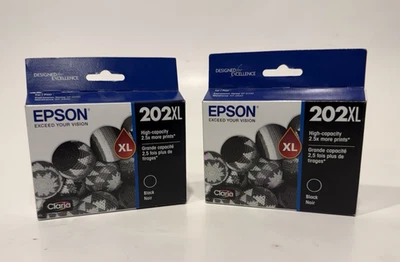 DESIGNED for EXCELLENCE
EPSON
EXCEED YOUR VISION
202XL
XL
High-capacity
2.5x more prints*
Grande capacité
2,5 fois plus de
tirages*
Black
Noir
Claria
DESIGNED for EXCELLENCE
EPSON
EXCEED YOUR VISION
202XL
XL
High-capacity
2.5x more prints*
Grande capacité
2,5 fois plus de
tirages*
Black
Noir
Claria